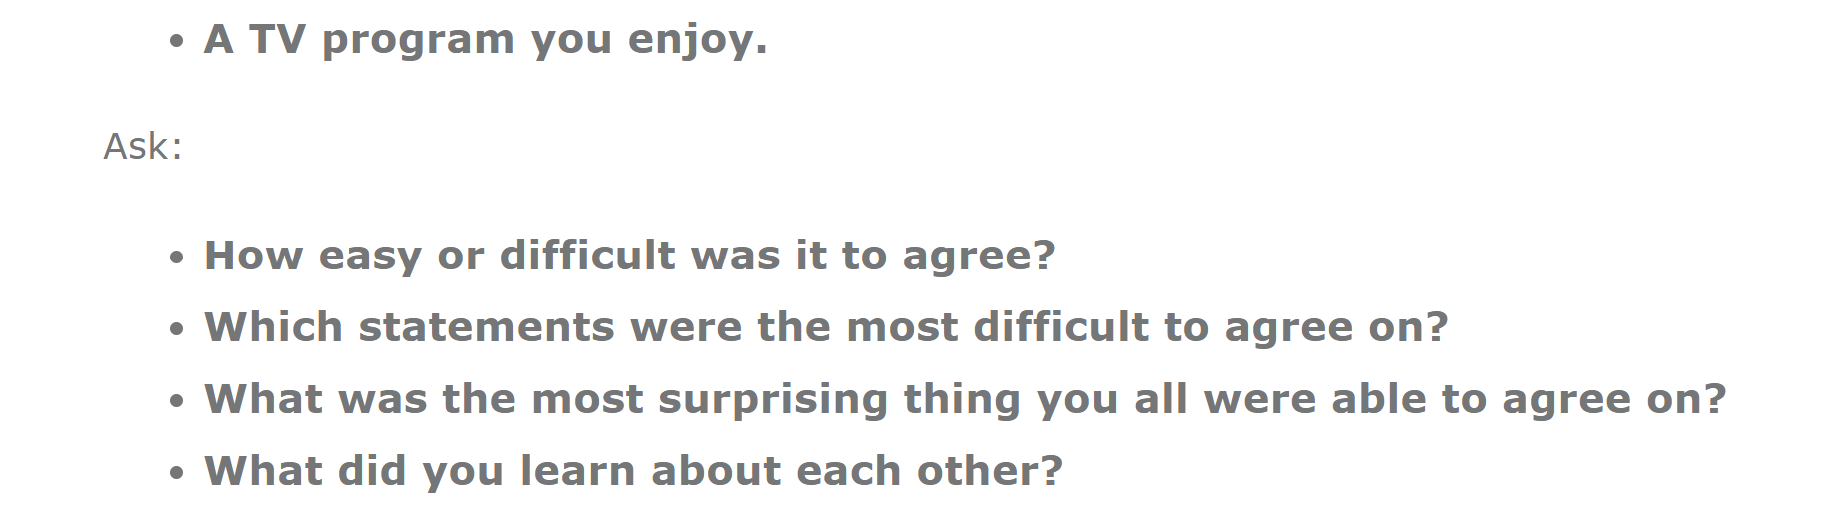 • A TV program you enjoy.
Ask:
• How easy or difficult was it to agree?
• Which statements were the most difficult to agree on?
• What was the most surprising thing you all were able to agree on?
• What did you learn about each other?